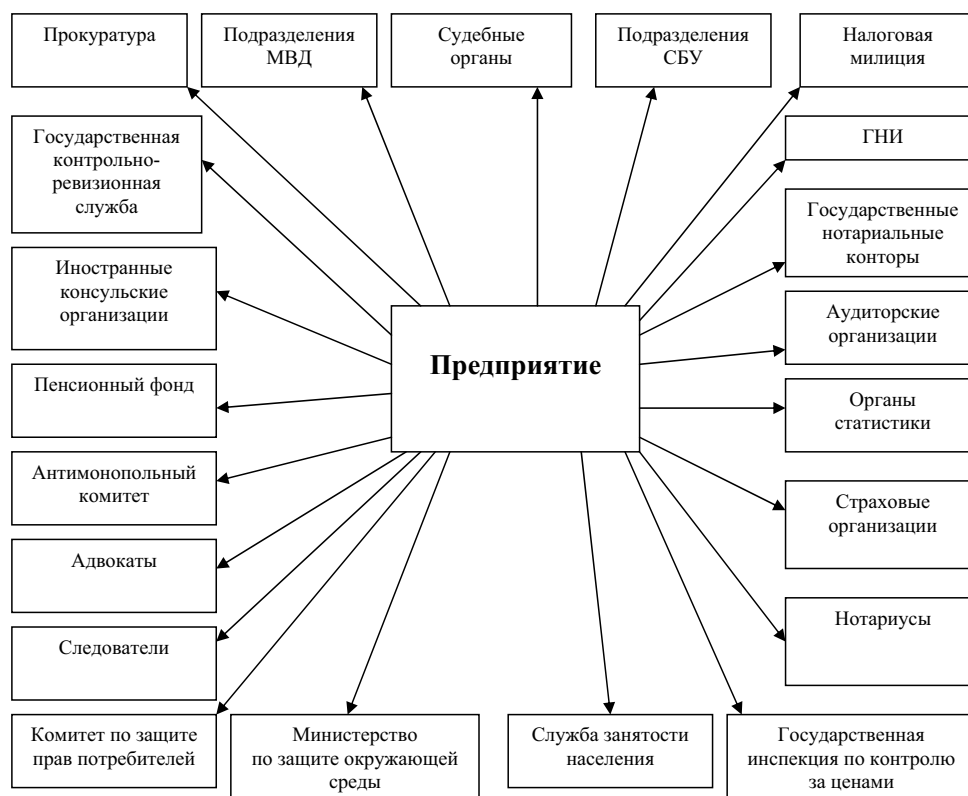 Прокуратура
Подразделения
МВД
Судебные
органы
Подразделения
СБУ
Налоговая
милиция
Государственная
контрольно-
ревизионная
служба
ГНИ
Государственные
нотариальные
конторы
Иностранные
консульские
организации
Аудиторские
организации
Предприятие
Пенсионный фонд
Органы
статистики
Антимонопольный
комитет
Страховые
организации
Адвокаты
Нотариусы
Следователи
Комитет по защите
прав потребителей
Министерство
по защите окружающей
среды
Служба занятости
населения
Государственная
инспекция по контролю
за ценами